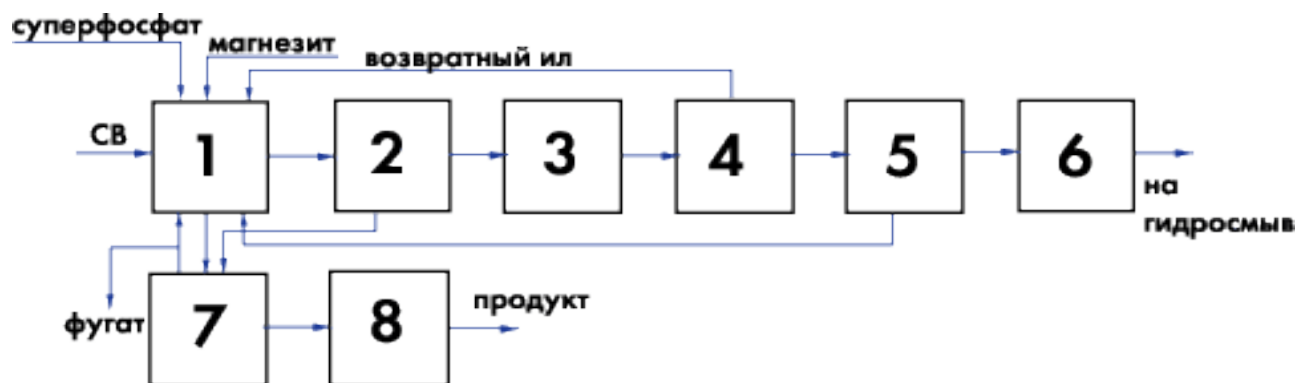 суперфосфат
магнезит
возвратный ил
СВ
1
2
3
4
5
6
на
гидросмыв
фугат
7
8
продукт